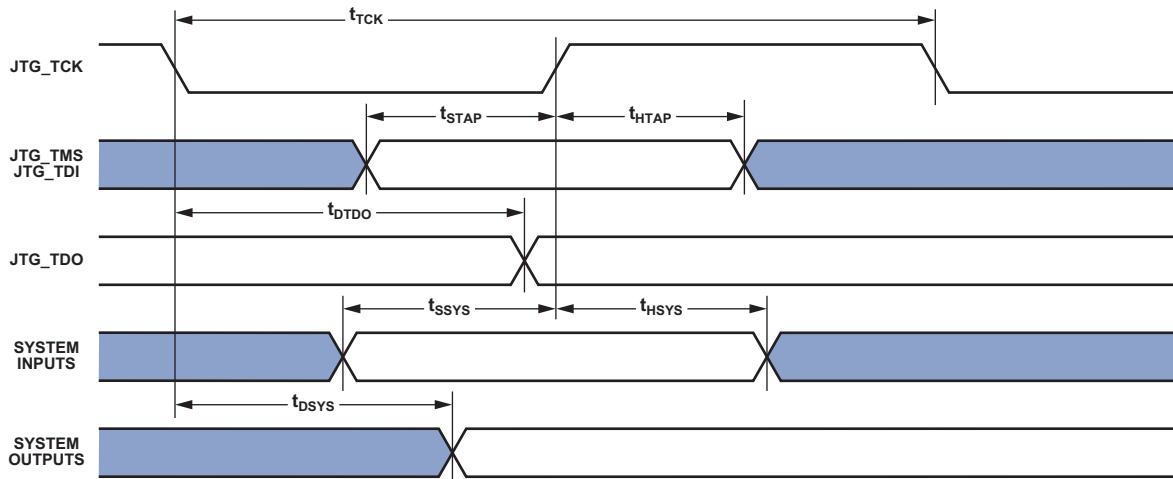 tTCK
JTG_TCK
tSTAP
tHTAP
JTG_TMS
JTG_TDI
tDTDO
JTG_TDO
tSSYS
tHSYS
SYSTEM
INPUTS
tDSYS
SYSTEM
OUTPUTS